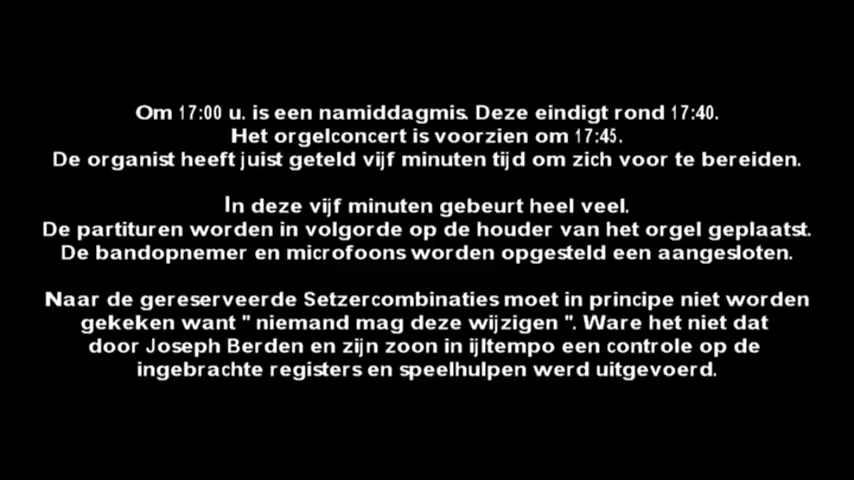 Om 17:00 u. is een namiddagmis. Deze eindigt rond 17:40.
Het orgelconcert is voorzien om 17:45.
De organist heeft juist geteld vijf minuten tijd om zich voor te bereiden.
In deze vijf minuten gebeurt heel veel.
De partituren worden in volgorde op de houder van het orgel geplaatst.
De bandopnemer en microfoons worden opgesteld een aangesloten.
Naar de gereserveerde Setzercombinaties moet in principe niet worden
gekeken want " niemand mag deze wijzigen ". Ware het niet dat
door Joseph Berden en zijn zoon in ijltempo een controle op de
ingebrachte registers en speelhulpen werd uitgevoerd.